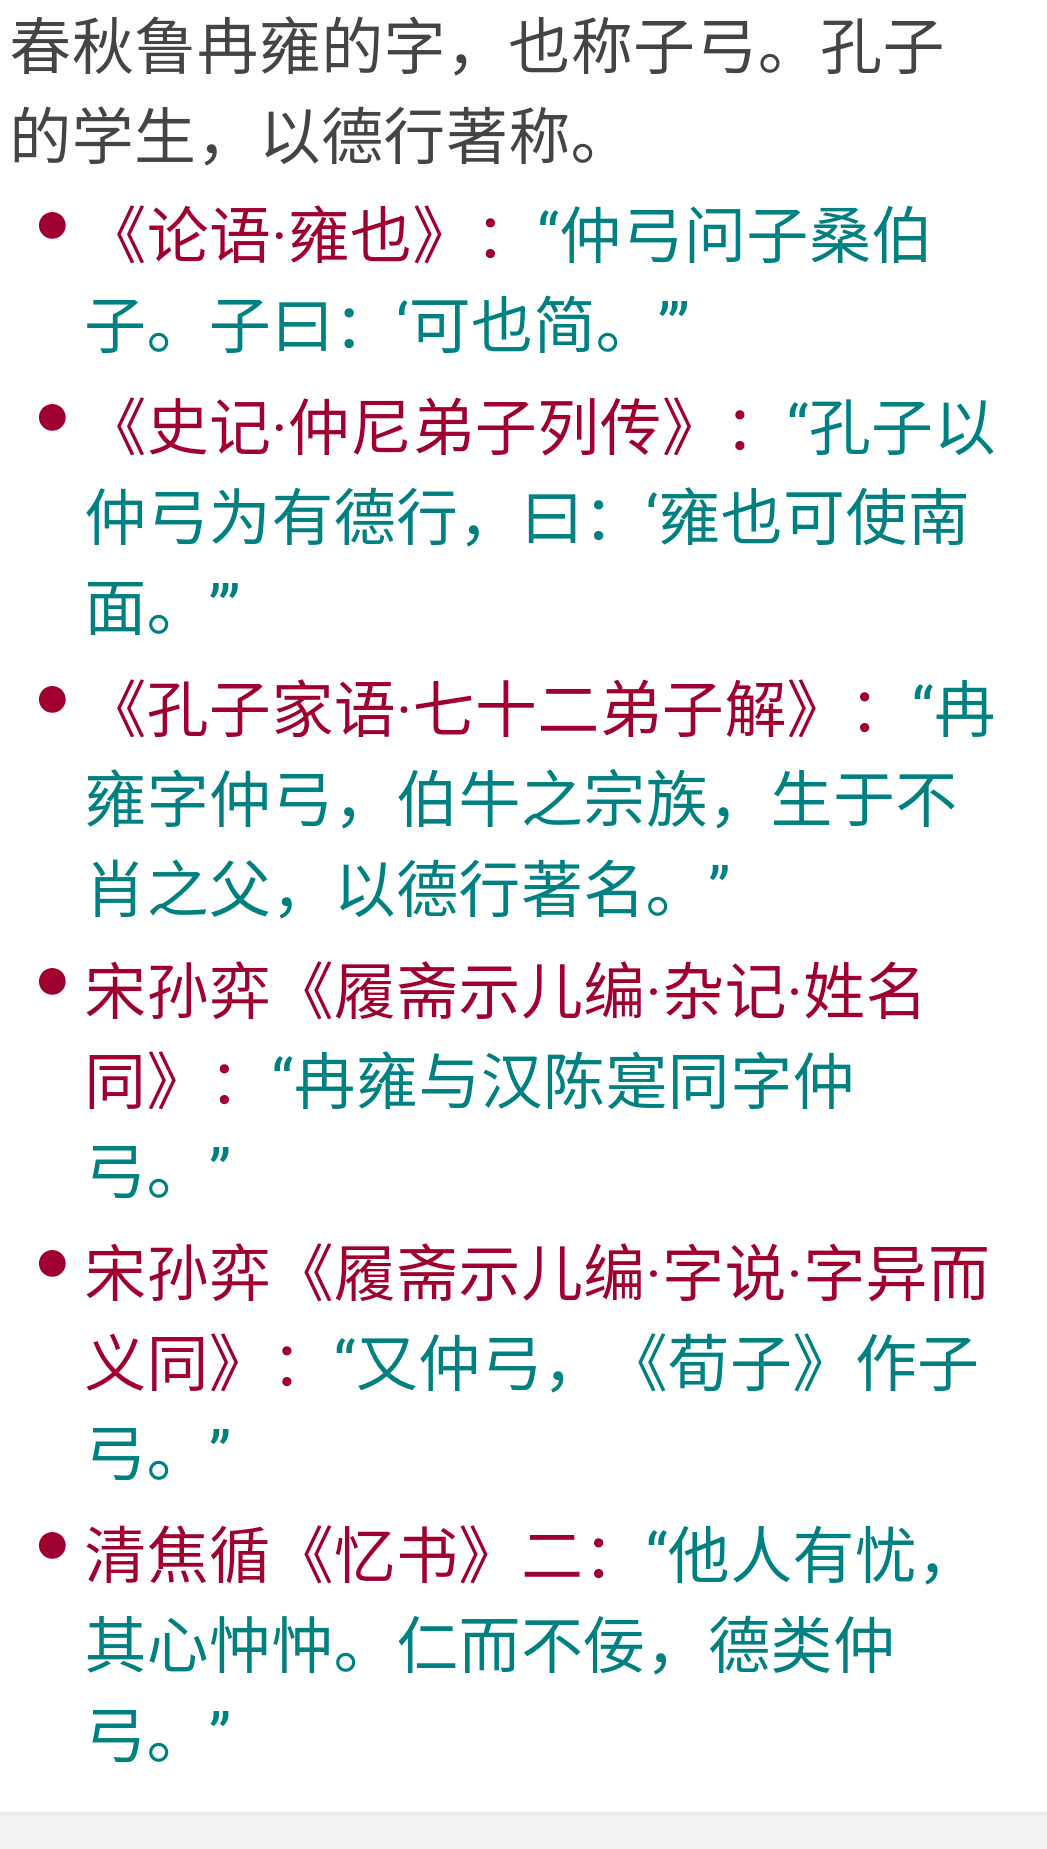 春秋鲁冉雍的字，也称子弓。孔子
的学生，以德行著称。
• 《论语·雍也》：“仲弓问子桑伯
子。子曰：‘可也简。’”
• 《史记·仲尼弟子列传》：“孔子以
仲弓为有德行，曰：‘雍也可使南
面。’”
• 《孔子家语·七十二弟子解》：“冉
雍字仲弓，伯牛之宗族，生于不
肖之父，以德行著名。”
• 宋孙弈《履斋示儿编·杂记·姓名
同》：“冉雍与汉陈寔同字仲
弓。”
• 宋孙弈《履斋示儿编·字说·字异而
义同》：“又仲弓，《荀子》作子
弓。”
• 清焦循《忆书》二：“他人有忧，
其心忡忡。仁而不佞，德类仲
弓。”